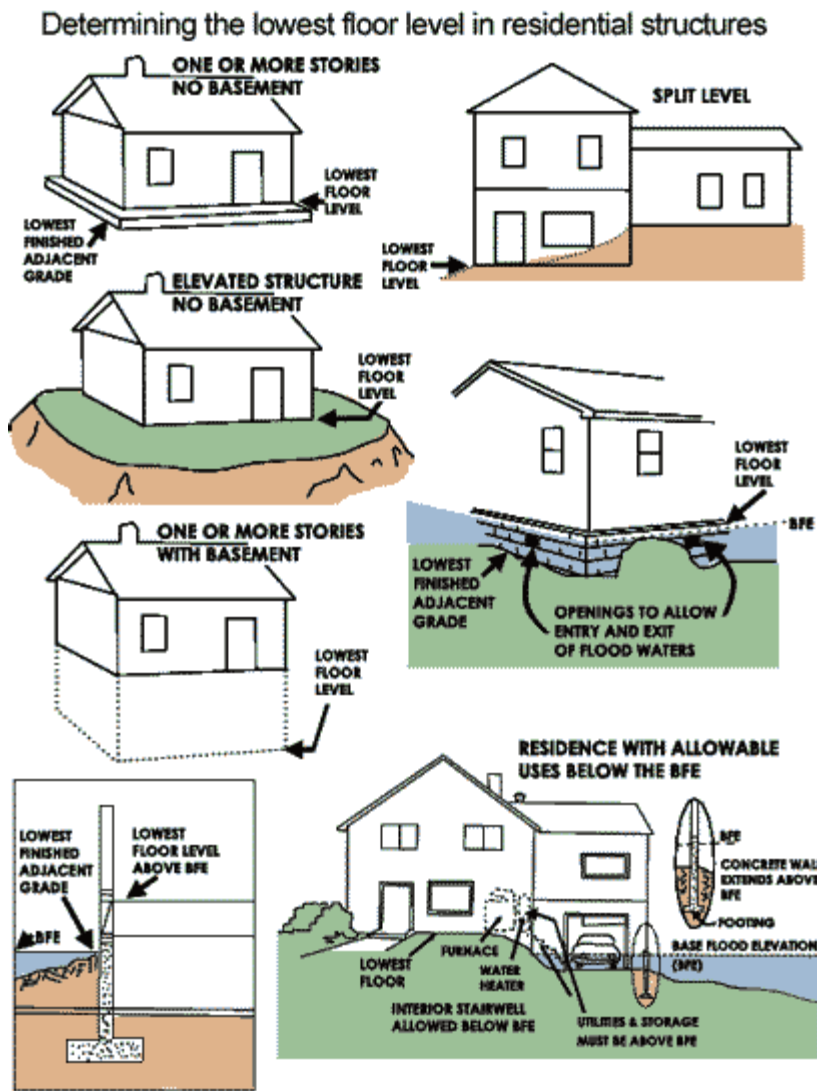 Determining the lowest floor level in residential structures
ONE OR MORE STORIES
NO BASEMENT
LOWEST
FLOOR
LEVEL
LOWEST
FINISHED
ADJACENT
GRADE
SPLIT LEVEL
LOWEST
FLOOR
LEVEL
ELEVATED STRUCTURE
NO BASEMENT
LOWEST
FLOOR
LEVEL
LOWEST
FLOOR
LEVEL
BFE
LOWEST
FINISHED
ADJACENT
GRADE
OPENINGS TO ALLOW
ENTRY AND EXIT
OF FLOOD WATERS
ONE OR MORE STORIES
WITH BASEMENT
LOWEST
FLOOR
LEVEL
LOWEST
FINISHED
ADJACENT
GRADE
LOWEST
FLOOR LEVEL
ABOVE BFE
BFE
RESIDENCE WITH ALLOWABLE
USES BELOW THE BFE
BFE
CONCRETE WALL
EXTENDS ABOVE
BFE
FOOTING
BASE FLOOD ELEVATION
(BFE)
LOWEST
FLOOR
FURNACE
WATER
HEATER
INTERIOR STAIRWELL
ALLOWED BELOW BFE
UTILITIES & STORAGE
MUST BE ABOVE BFE